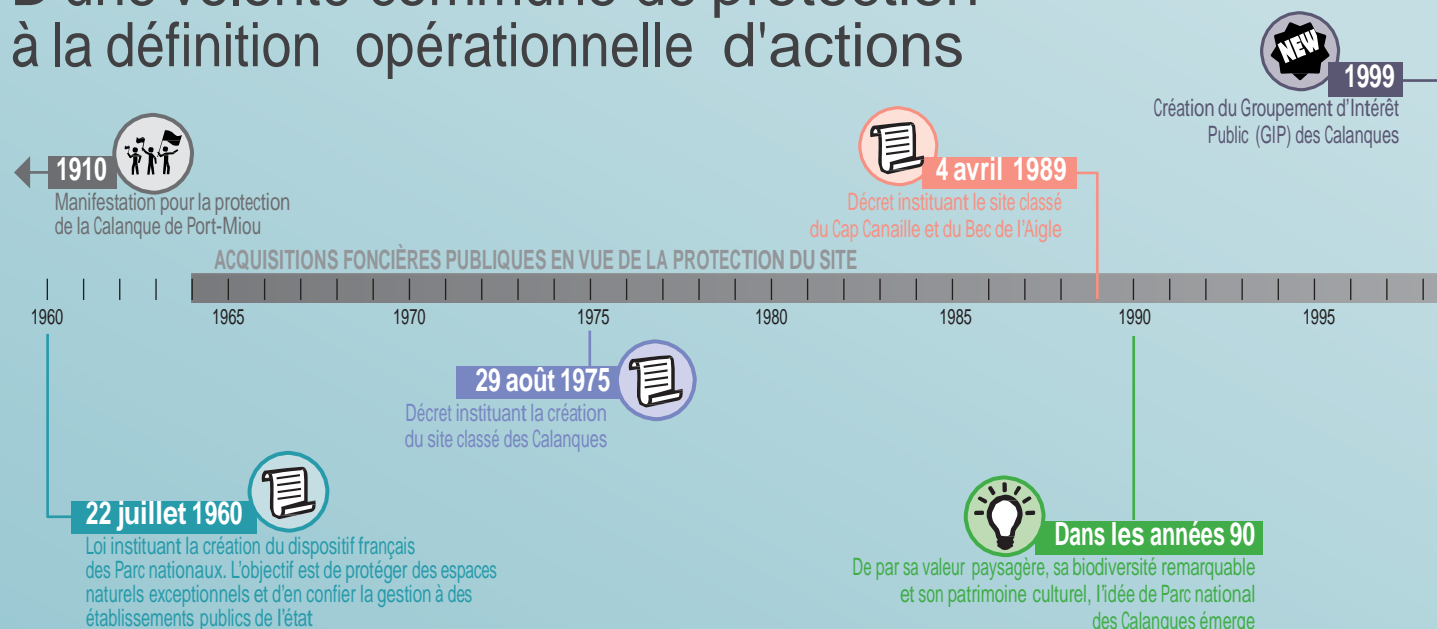 D'une volonté commune de protection
à la définition opérationnelle d'actions
NEW
1999
Création du Groupement d'Intérêt
Public (GIP) des Calanques
1910
Manifestation pour la protection
de la Calanque de Port-Miou
4 avril 1989
Décret instituant le site classé
du Cap Canaille et du Bec de l'Aigle
ACQUISITIONS FONCIÈRES PUBLIQUES EN VUE DE LA PROTECTION DU SITE
1960 1965 1970 1975 1980 1985 1990 1995
29 août 1975
Décret instituant la création
du site classé des Calanques
22 juillet 1960
Loi instituant la création du dispositif français
des Parc nationaux. L'objectif est de protéger des espaces
naturels exceptionnels et d'en confier la gestion à des
établissements publics de l'état
Dans les années 90
De par sa valeur paysagère, sa biodiversité remarquable
et son patrimoine culturel, l'idée de Parc national
des Calanques émerge